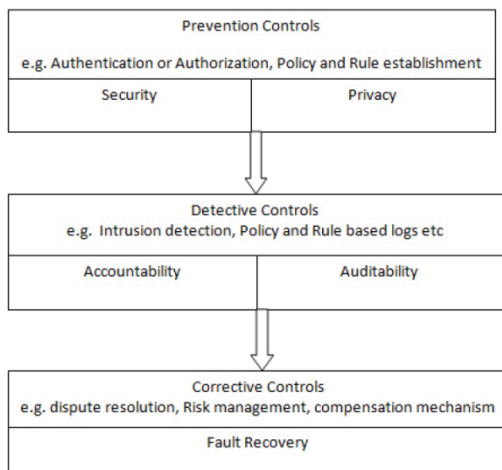 Prevention Controls
e.g. Authentication or Authorization, Policy and Rule establishment
Security
Privacy
Detective Controls
e.g. Intrusion detection, Policy and Rule based logs etc
Accountability
Auditability
Corrective Controls
e.g. dispute resolution, Risk management, compensation mechanism
Fault Recovery